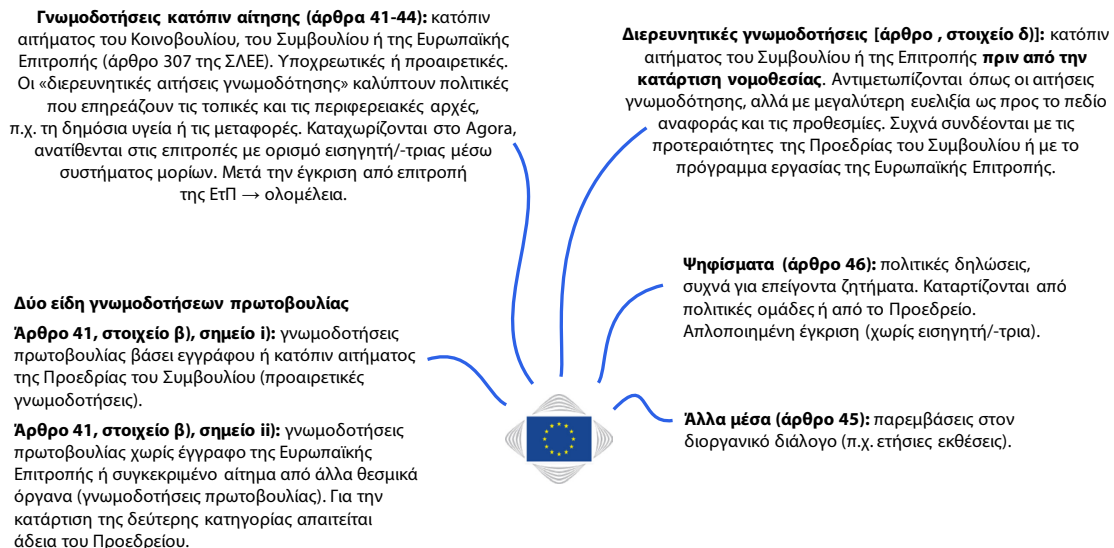 Γνωμοδοτήσεις κατόπιν αίτησης (άρθρα 41-44): κατόπιν
αιτήματος του Κοινοβουλίου, του Συμβουλίου ή της Ευρωπαϊκής
Επιτροπής (άρθρο 307 της ΣΛΕΕ). Υποχρεωτικές ή προαιρετικές.
Οι «διερευνητικές αιτήσεις γνωμοδότησης» καλύπτουν πολιτικές
που επηρεάζουν τις τοπικές και τις περιφερειακές αρχές,
π.χ. τη δημόσια υγεία ή τις μεταφορές. Καταχωρίζονται στο Agora,
ανατίθενται στις επιτροπές με ορισμό εισηγητή/-τριας μέσω
συστήματος μορίων. Μετά την έγκριση από επιτροπή
της ΕτΠ → ολομέλεια.
Διερευνητικές γνωμοδοτήσεις [άρθρο , στοιχείο δ)]: κατόπιν
αιτήματος του Συμβουλίου ή της Επιτροπής πριν από την
κατάρτιση νομοθεσίας. Αντιμετωπίζονται όπως οι αιτήσεις
γνωμοδότησης, αλλά με μεγαλύτερη ευελιξία ως προς το πεδίο
αναφοράς και τις προθεσμίες. Συχνά συνδέονται με τις
προτεραιότητες της Προεδρίας του Συμβουλίου ή με το
πρόγραμμα εργασίας της Ευρωπαϊκής Επιτροπής.
Ψηφίσματα (άρθρο 46): πολιτικές δηλώσεις,
συχνά για επείγοντα ζητήματα. Καταρτίζονται από
πολιτικές ομάδες ή από το Προεδρείο.
Απλοποιημένη έγκριση (χωρίς εισηγητή/-τρια).
Δύο είδη γνωμοδοτήσεων πρωτοβουλίας
Άρθρο 41, στοιχείο β), σημείο i): γνωμοδοτήσεις
πρωτοβουλίας βάσει εγγράφου ή κατόπιν αιτήματος
της Προεδρίας του Συμβουλίου (προαιρετικές
γνωμοδοτήσεις).
Άρθρο 41, στοιχείο β), σημείο ii): γνωμοδοτήσεις
πρωτοβουλίας χωρίς έγγραφο της Ευρωπαϊκής
Επιτροπής ή συγκεκριμένο αίτημα από άλλα θεσμικά
όργανα (γνωμοδοτήσεις πρωτοβουλίας). Για την
κατάρτιση της δεύτερης κατηγορίας απαιτείται
άδεια του Προεδρείου.
Άλλα μέσα (άρθρο 45): παρεμβάσεις στον
διοργανικό διάλογο (π.χ. ετήσιες εκθέσεις).